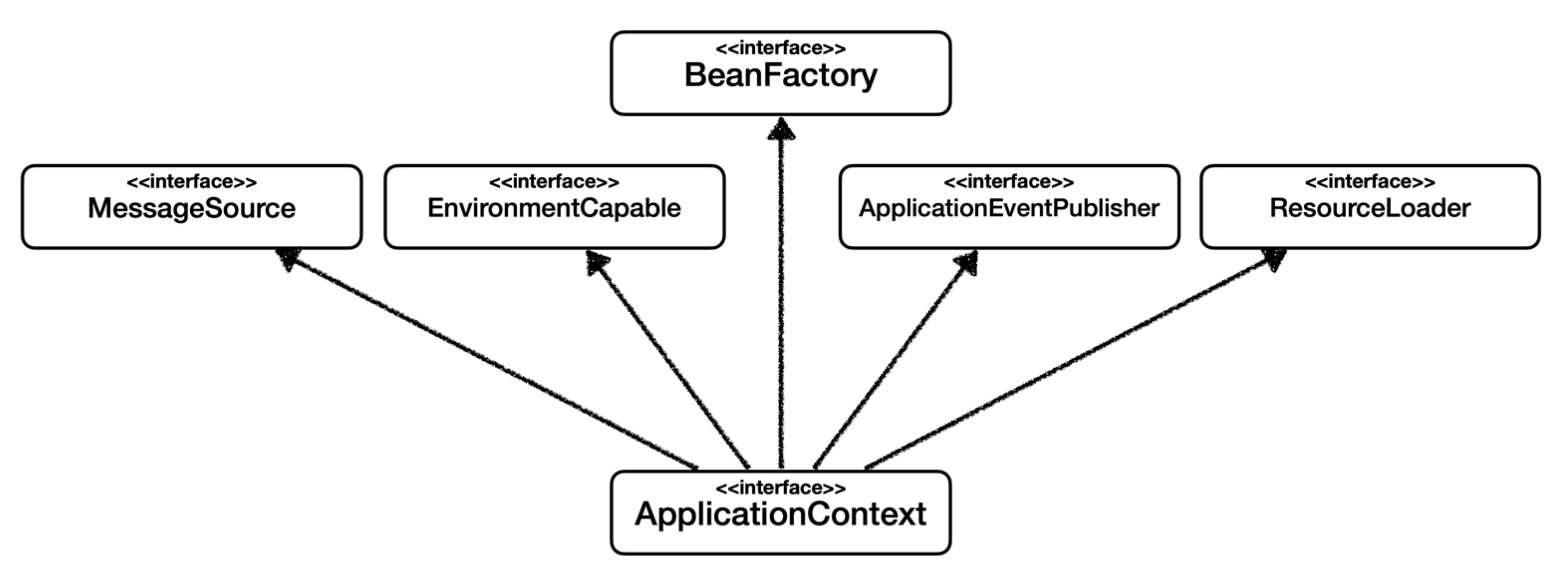 <<interface>>
BeanFactory
<<interface>>
MessageSource
<<interface>>
EnvironmentCapable
<<interface>>
ApplicationEventPublisher
<<interface>>
ResourceLoader
<<interface>>
ApplicationContext